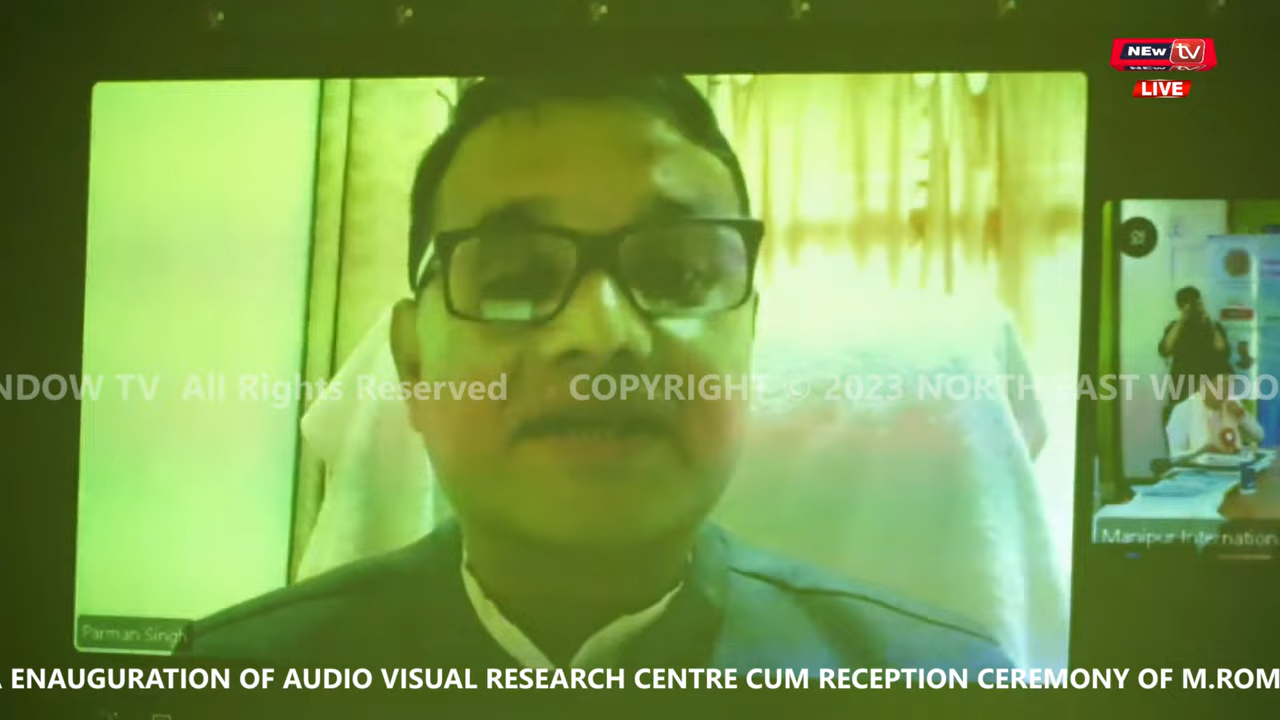 NEW tv
LIVE
NDOW TV All Rights Reserved COPYRIGHT © 2023 NORTH EAST WINDO
Manipur Internation
Parman Singh
ENAUGURATION OF AUDIO VISUAL RESEARCH CENTRE CUM RECEPTION CEREMONY OF M.ROM